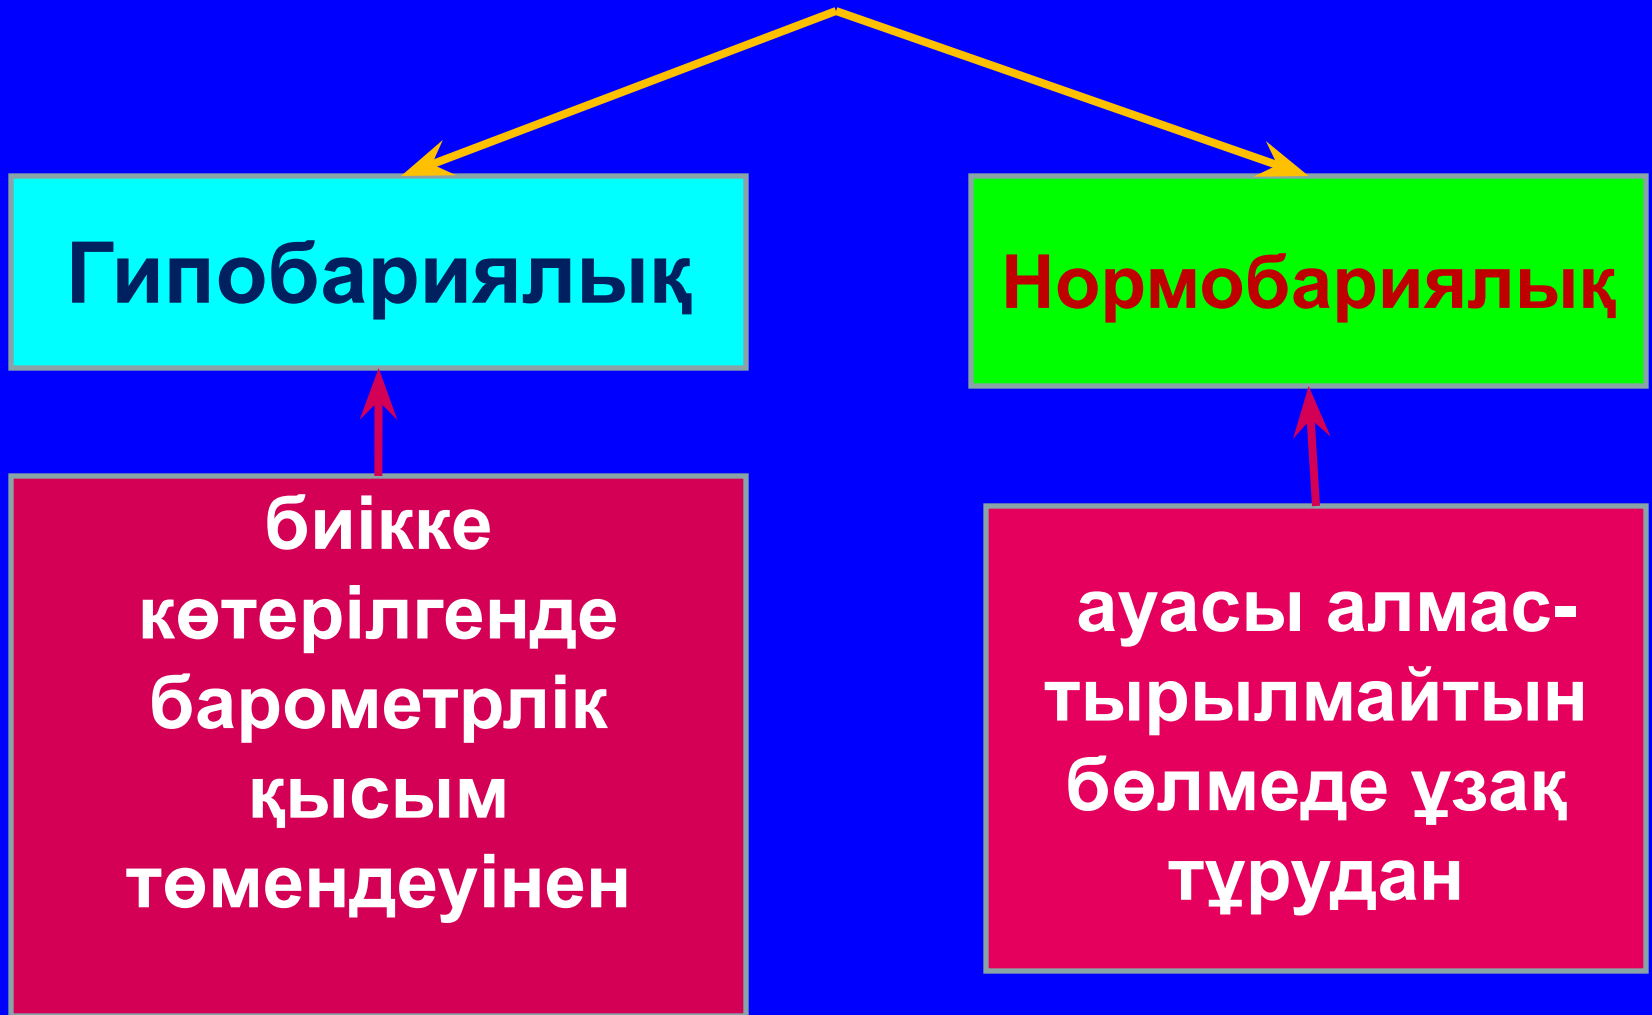 Гипобариялық
Нормобариялық
биікке
көтерілгенде
барометрлік
қысым
төмендеуінен
ауасы алмас-
тырылмайтын
бөлмеде ұзақ
тұрудан